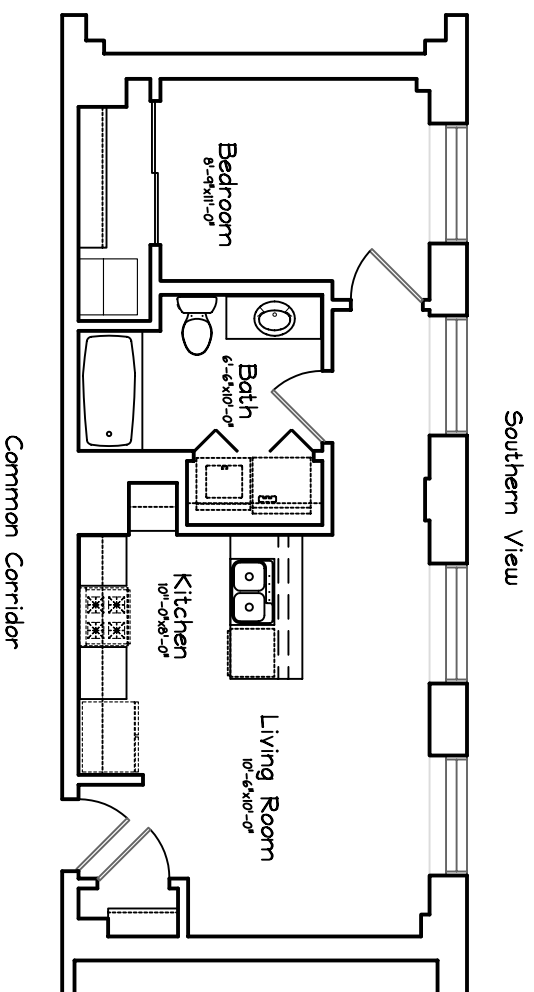 Southern View
Bedroom
8'-9"x11'-0"
Bath
6'-6"x10'-0"
Kitchen
10'-0"x8'-0"
Living Room
10'-6"x10'-0"
Common Corridor